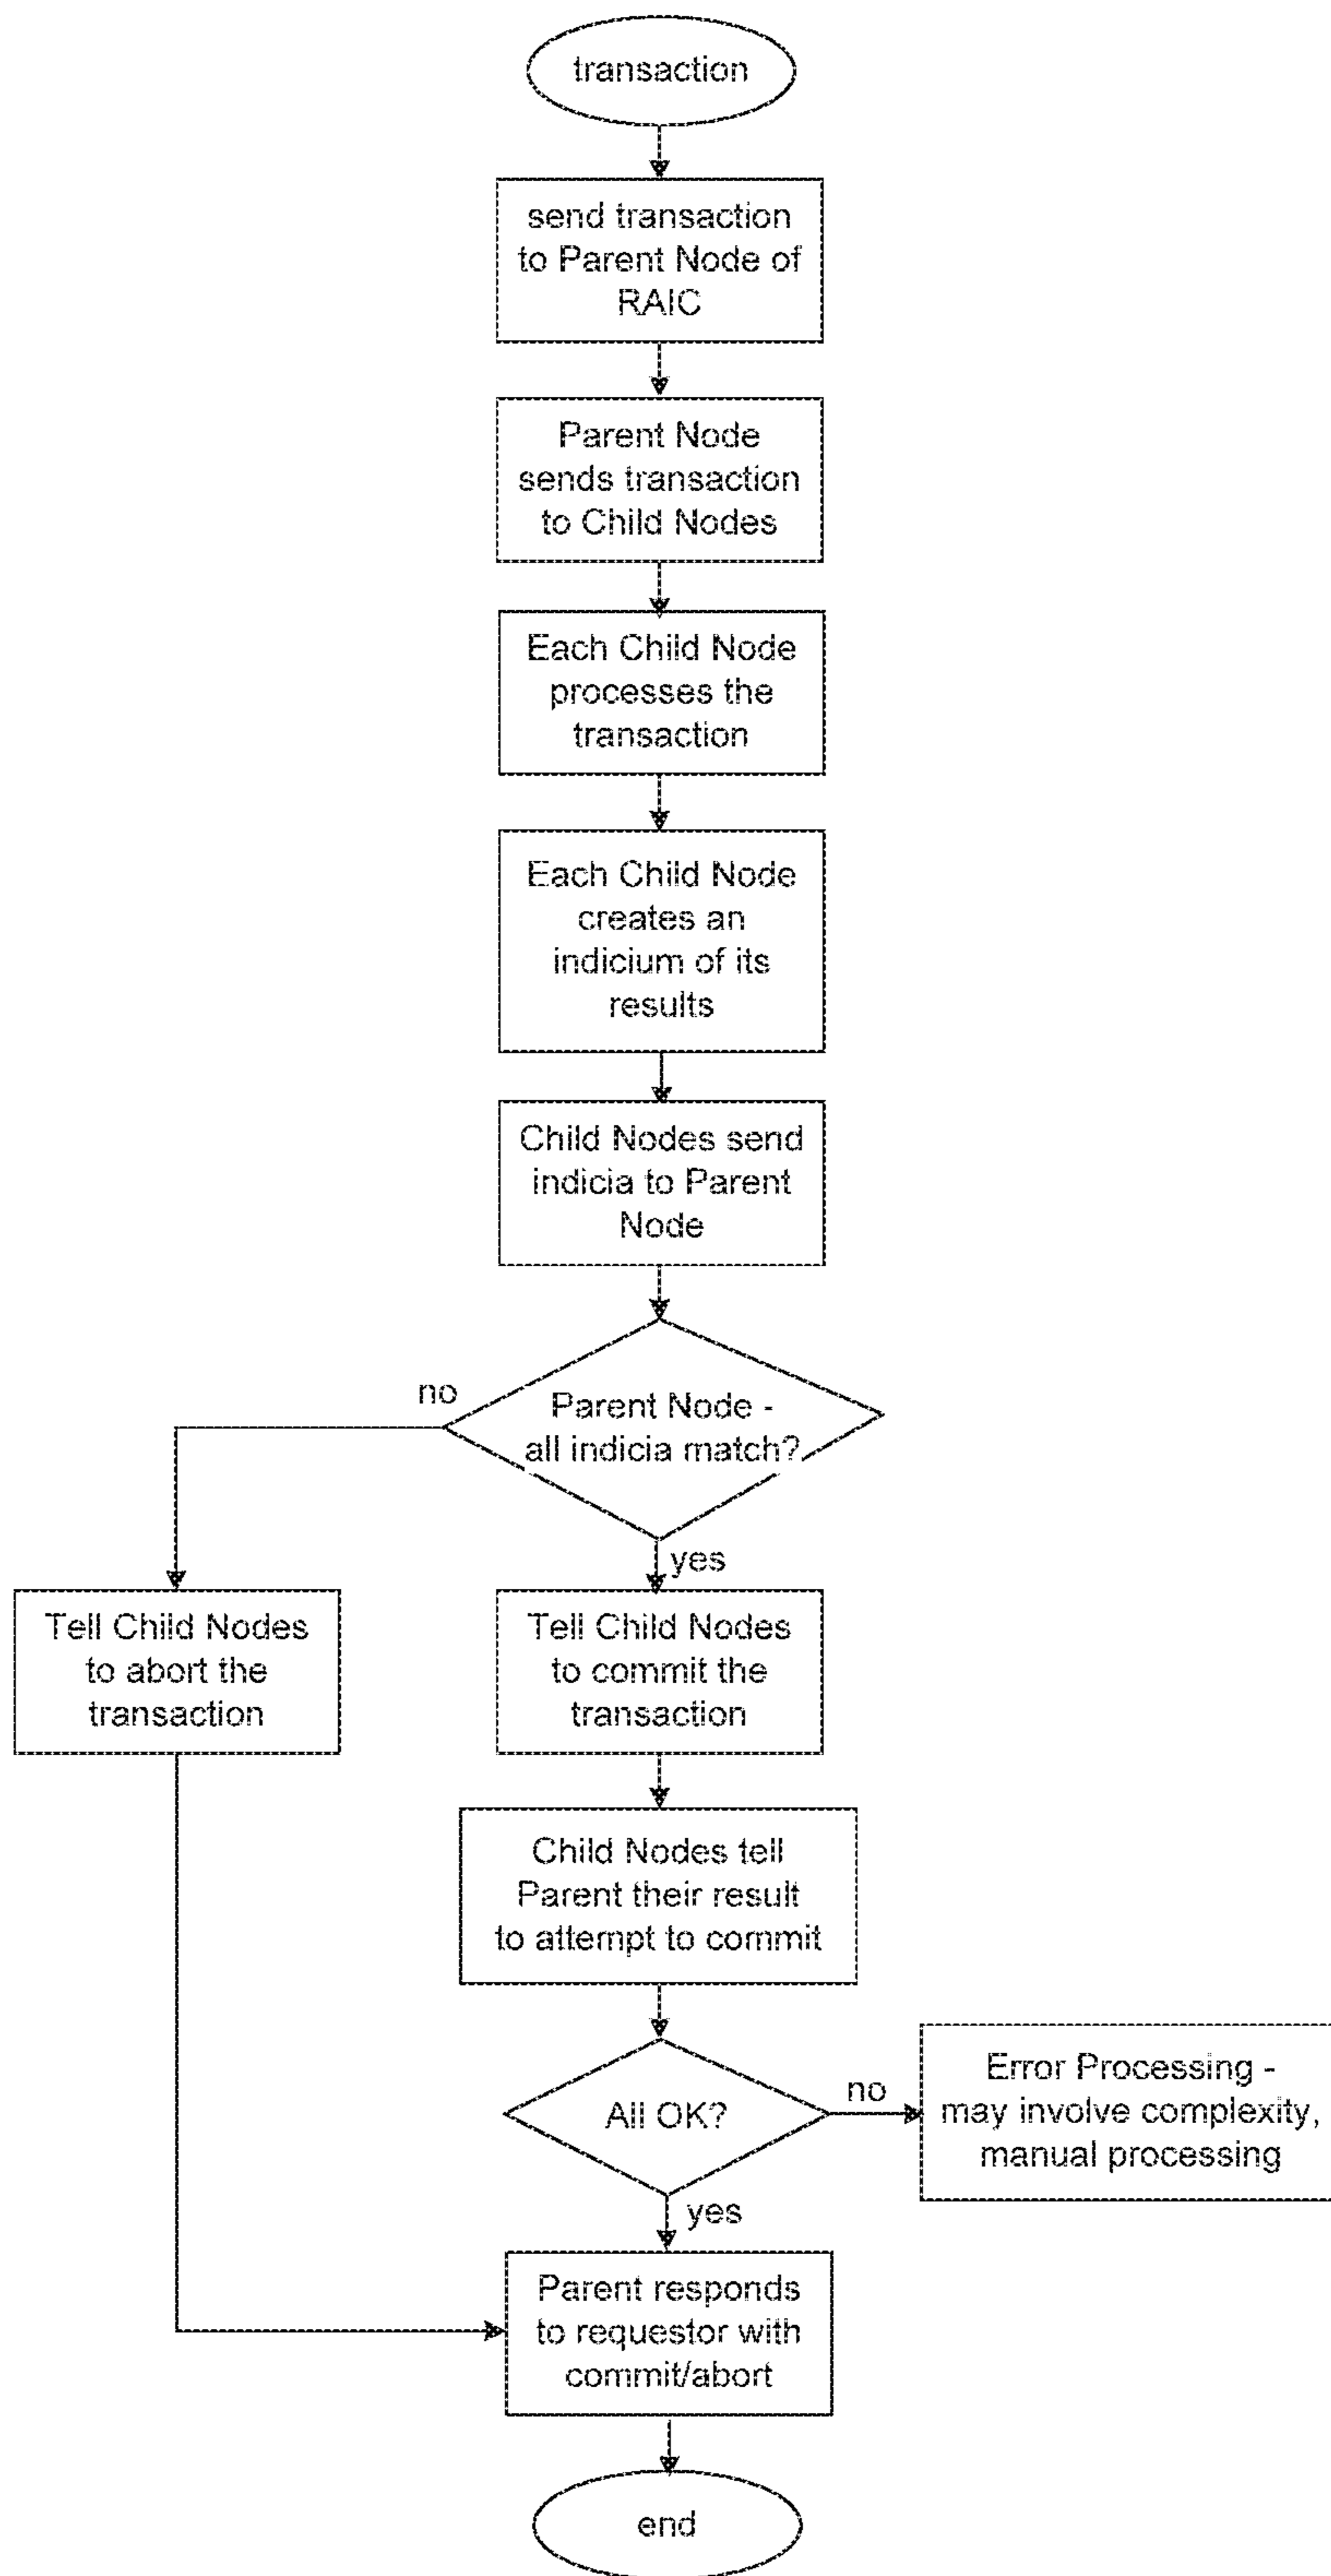 transaction
send transaction
to Parent Node of
RAIC
Parent Node
sends transaction
to Child Nodes
Each Child Node
processes the
transaction
Each Child Node
creates an
indicium of its
results
Child Nodes send
indicia to Parent
Node
no
Parent Node -
all indicia match?
yes
Tell Child Nodes
to abort the
transaction
Tell Child Nodes
to commit the
transaction
Child Nodes tell
Parent their result
to attempt to commit
All OK?
no
Error Processing -
may involve complexity,
manual processing
yes
Parent responds
to requestor with
commit/abort
end